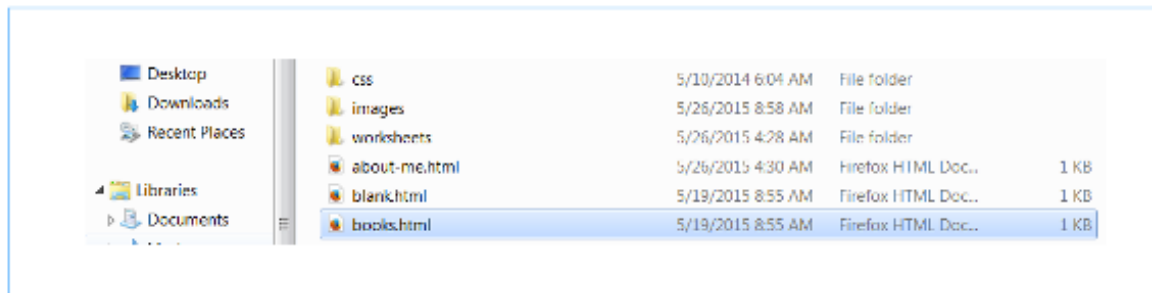 Desktop
Downloads
Recent Places
Libraries
Documents
css 5/10/2014 6:04 AM File folder
images 5/26/2015 8:58 AM File folder
worksheets 5/26/2015 4:28 AM File folder
about-me.html 5/26/2015 4:30 AM Firefox HTML Doc... 1 KB
blank.html 5/19/2015 8:55 AM Firefox HTML Doc... 1 KB
books.html 5/19/2015 8:55 AM Firefox HTML Doc... 1 KB